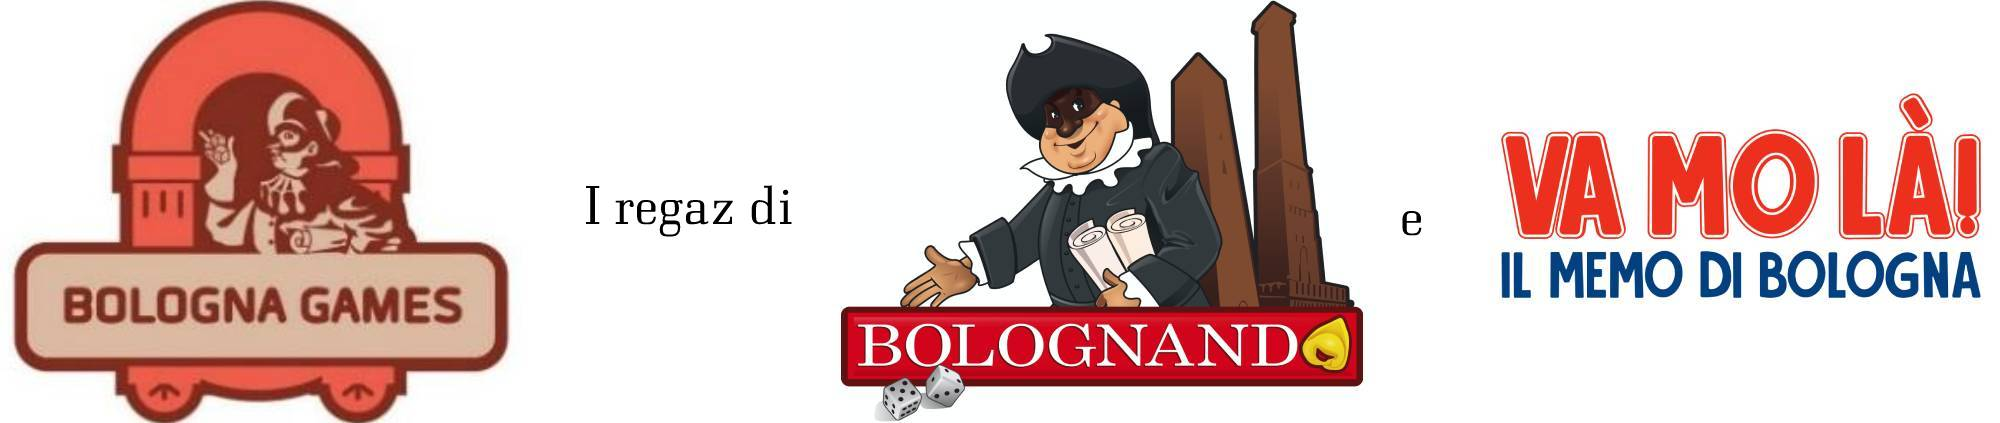 BOLOGNA GAMES
I regaz di
BOLOGNANDO
e
VA MO LÀ!
IL MEMO DI BOLOGNA